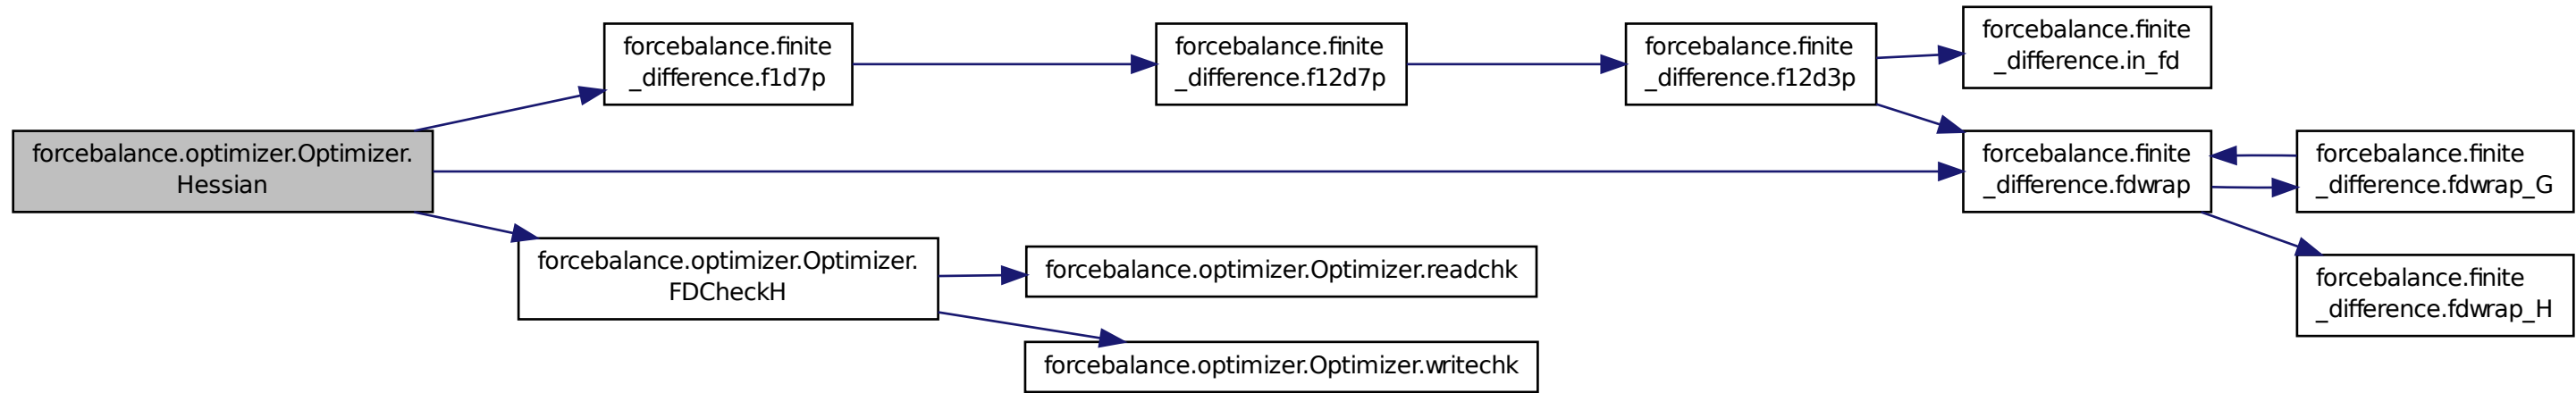 forcebalance.optimizer.Optimizer.
Hessian
forcebalance.finite
_difference.f1d7p
forcebalance.finite
_difference.f12d7p
forcebalance.finite
_difference.f12d3p
forcebalance.finite
_difference.in_fd
forcebalance.finite
_difference.fdwrap
forcebalance.finite
_difference.fdwrap_G
forcebalance.finite
_difference.fdwrap_H
forcebalance.optimizer.Optimizer.
FDCheckH
forcebalance.optimizer.Optimizer.readchk
forcebalance.optimizer.Optimizer.writechk